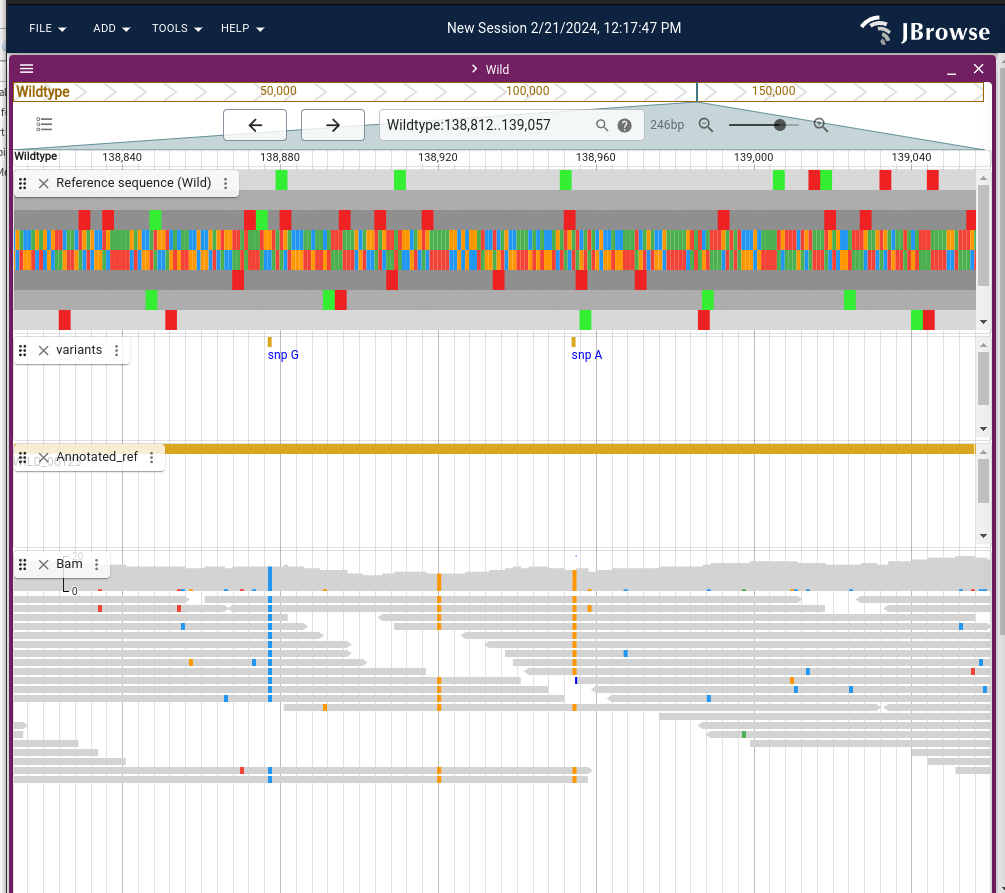 FILE ADD TOOLS HELP New Session 2/21/2024, 12:17:47 PM JBrowse
Wild
Wildtype 50,000 100,000 150,000
Wildtype:138,812..139,057 246bp
Wildtype 138,840 138,880 138,920 138,960 139,000 139,040
Reference sequence (Wild)
variants
snp G snp A
Annotated_ref
20
Bam
0